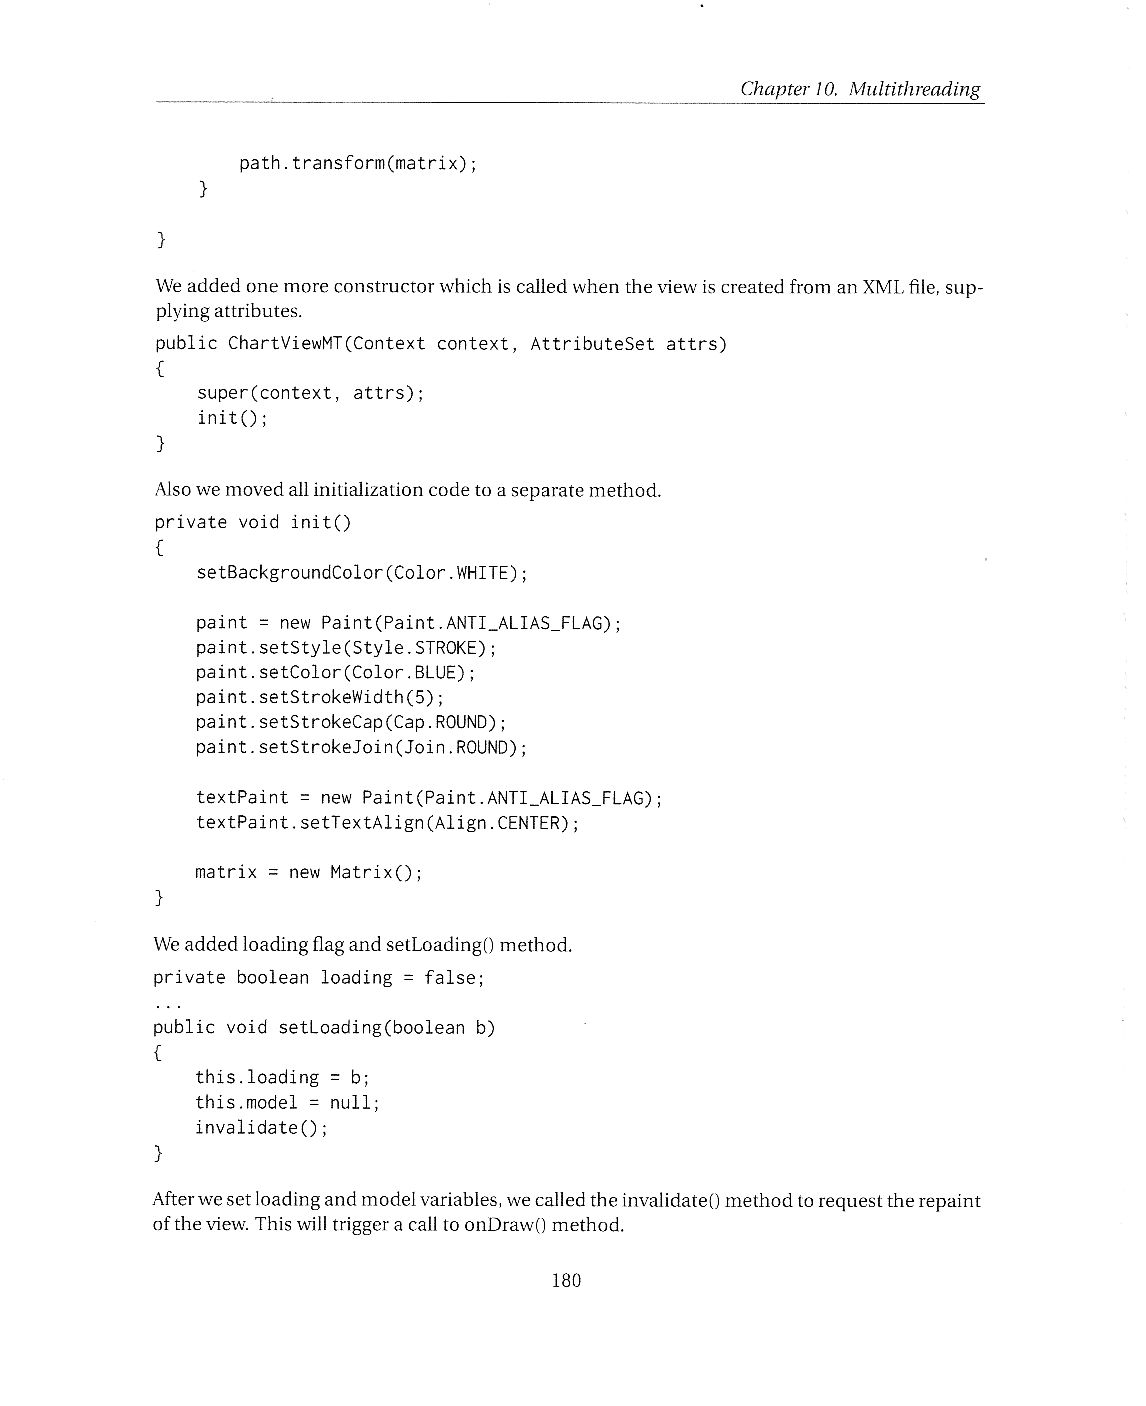 Chapter 10. Multithreading
path.transform(matrix);
}
}
We added one more constructor which is called when the view is created from an XML file, sup-
plying attributes.
public ChartViewMT(Context context, AttributeSet attrs)
{
super(context, attrs);
init();
}
Also we moved all initialization code to a separate method.
private void init()
{
setBackgroundColor(Color.WHITE);
paint = new Paint(Paint.ANTI_ALIAS_FLAG);
paint.setStyle(Style.STROKE);
paint.setColor(Color.BLUE);
paint.setStrokeWidth(5);
paint.setStrokeCap(Cap.ROUND);
paint.setStrokeJoin(Join.ROUND);
textPaint = new Paint(Paint.ANTI_ALIAS_FLAG);
textPaint.setTextAlign(Align.CENTER);
matrix = new Matrix();
}
We added loading flag and setLoading() method.
private boolean loading = false;
...
public void setLoading(boolean b)
{
this.loading = b;
this.model = null;
invalidate();
}
After we set loading and model variables, we called the invalidate() method to request the repaint
of the view. This will trigger a call to onDraw() method.
180